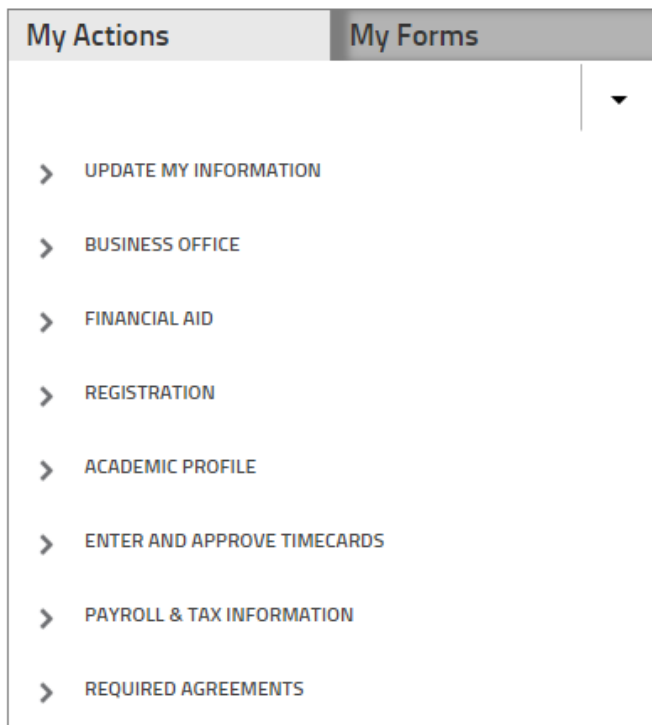 My Actions My Forms
UPDATE MY INFORMATION
BUSINESS OFFICE
FINANCIAL AID
REGISTRATION
ACADEMIC PROFILE
ENTER AND APPROVE TIMECARDS
PAYROLL & TAX INFORMATION
REQUIRED AGREEMENTS